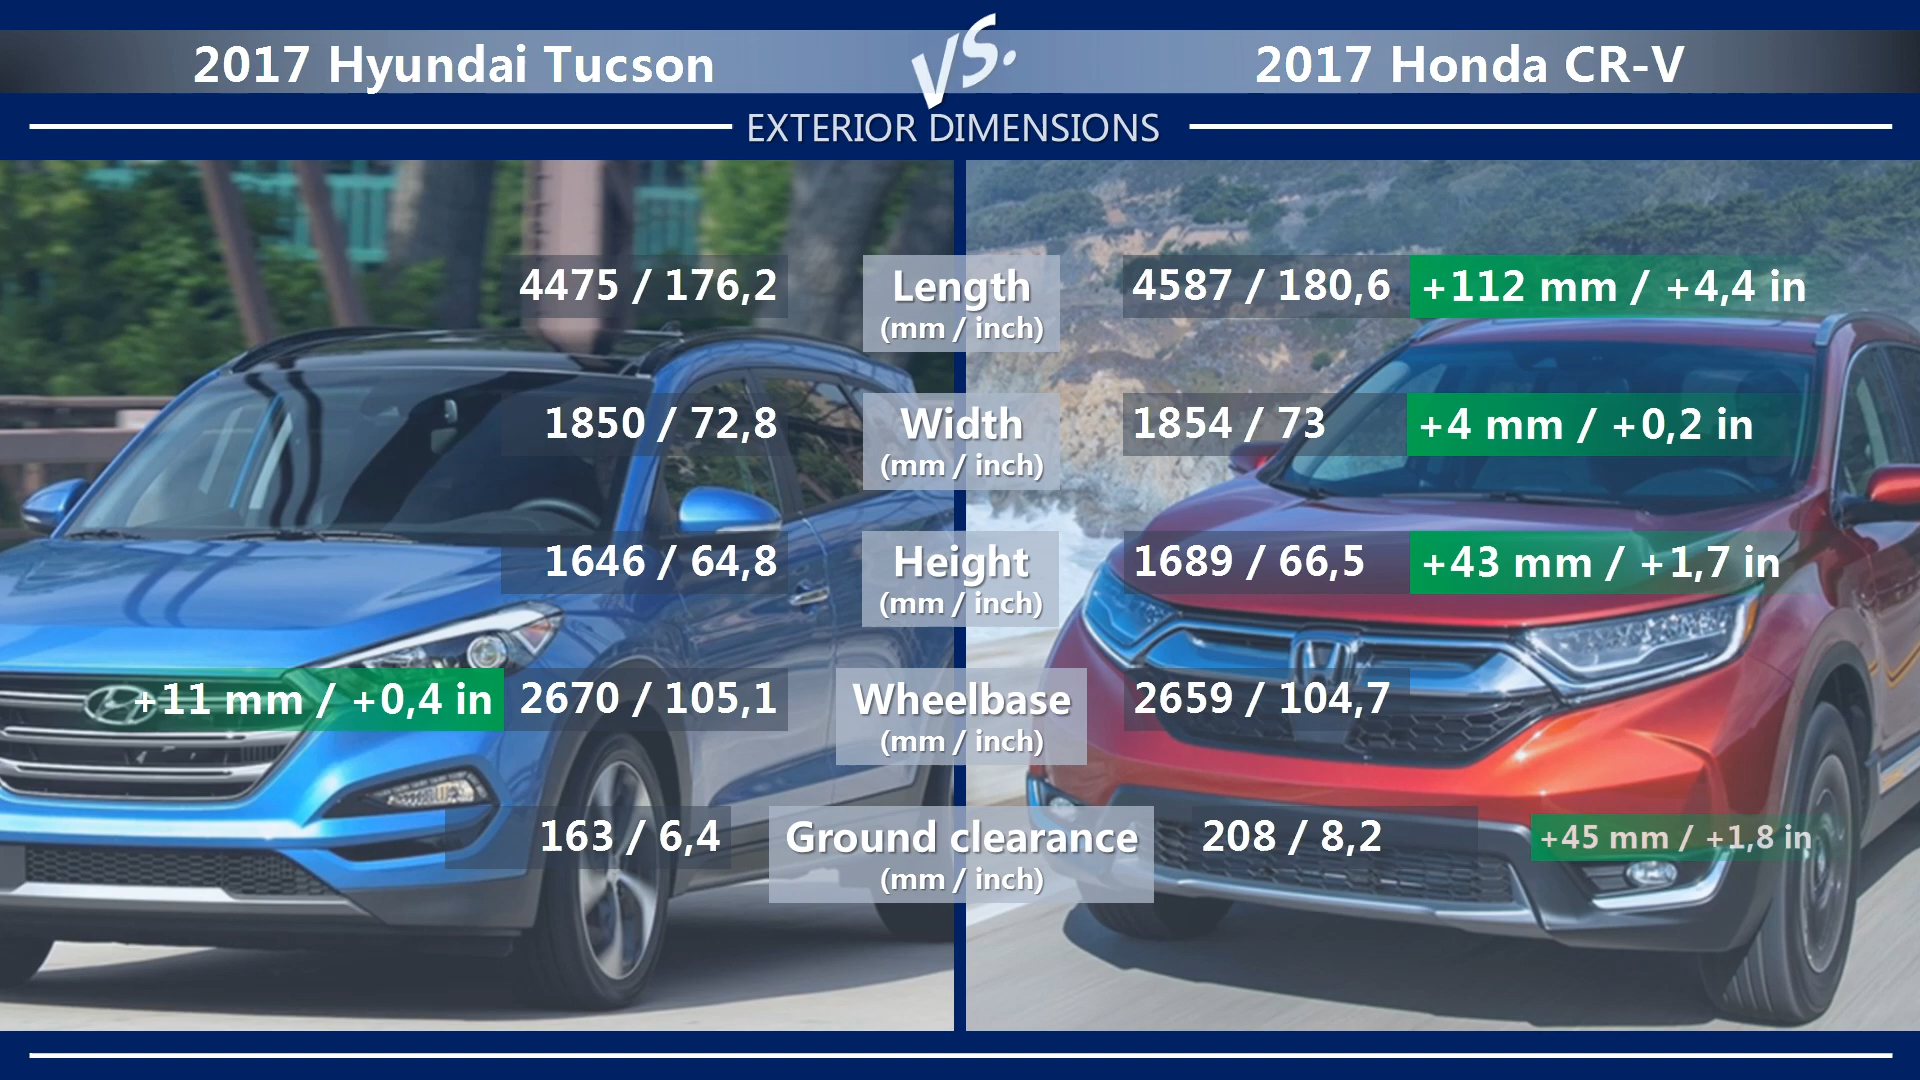 2017 Hyundai Tucson vs. 2017 Honda CR-V
EXTERIOR DIMENSIONS
4475 / 176,2 Length 4587 / 180,6 +112 mm / +4,4 in
(mm / inch)
1850 / 72,8 Width 1854 / 73 +4 mm / +0,2 in
(mm / inch)
1646 / 64,8 Height 1689 / 66,5 +43 mm / +1,7 in
(mm / inch)
+11 mm / +0,4 in 2670 / 105,1 Wheelbase 2659 / 104,7
(mm / inch)
163 / 6,4 Ground clearance 208 / 8,2 +45 mm / +1,8 in
(mm / inch)